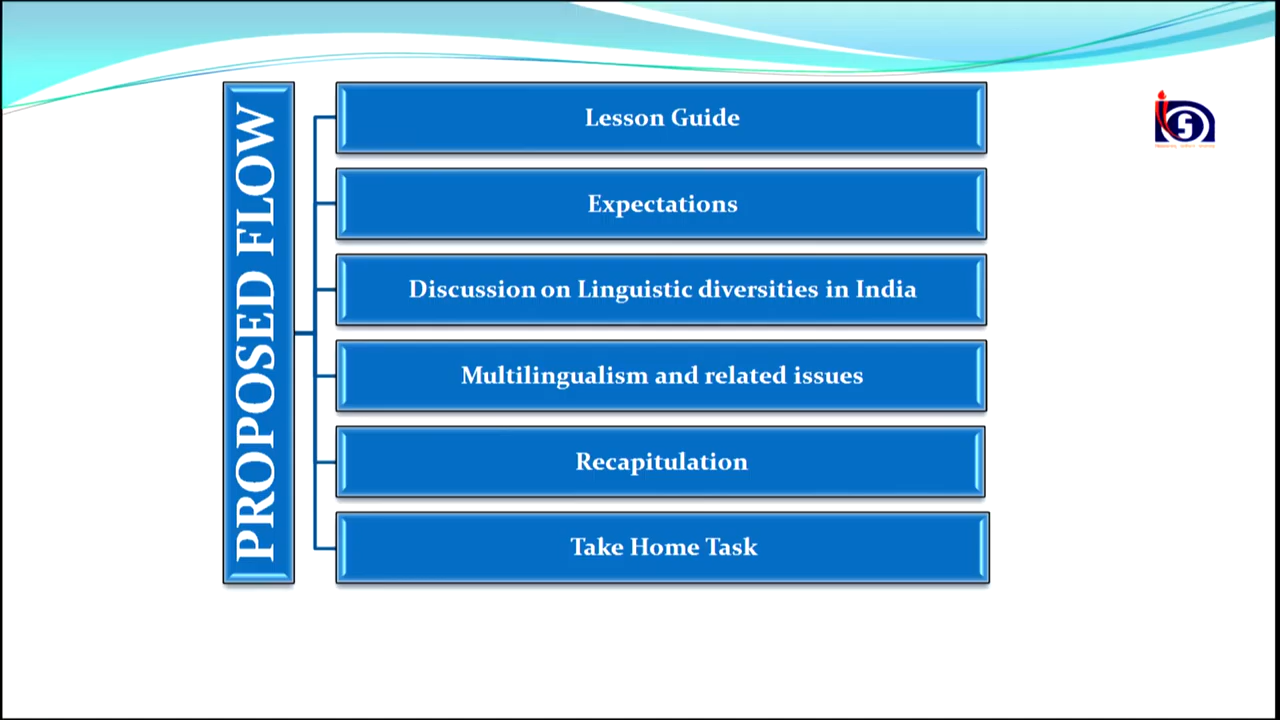 PROPOSED FLOW
Lesson Guide
Expectations
Discussion on Linguistic diversities in India
Multilingualism and related issues
Recapitulation
Take Home Task